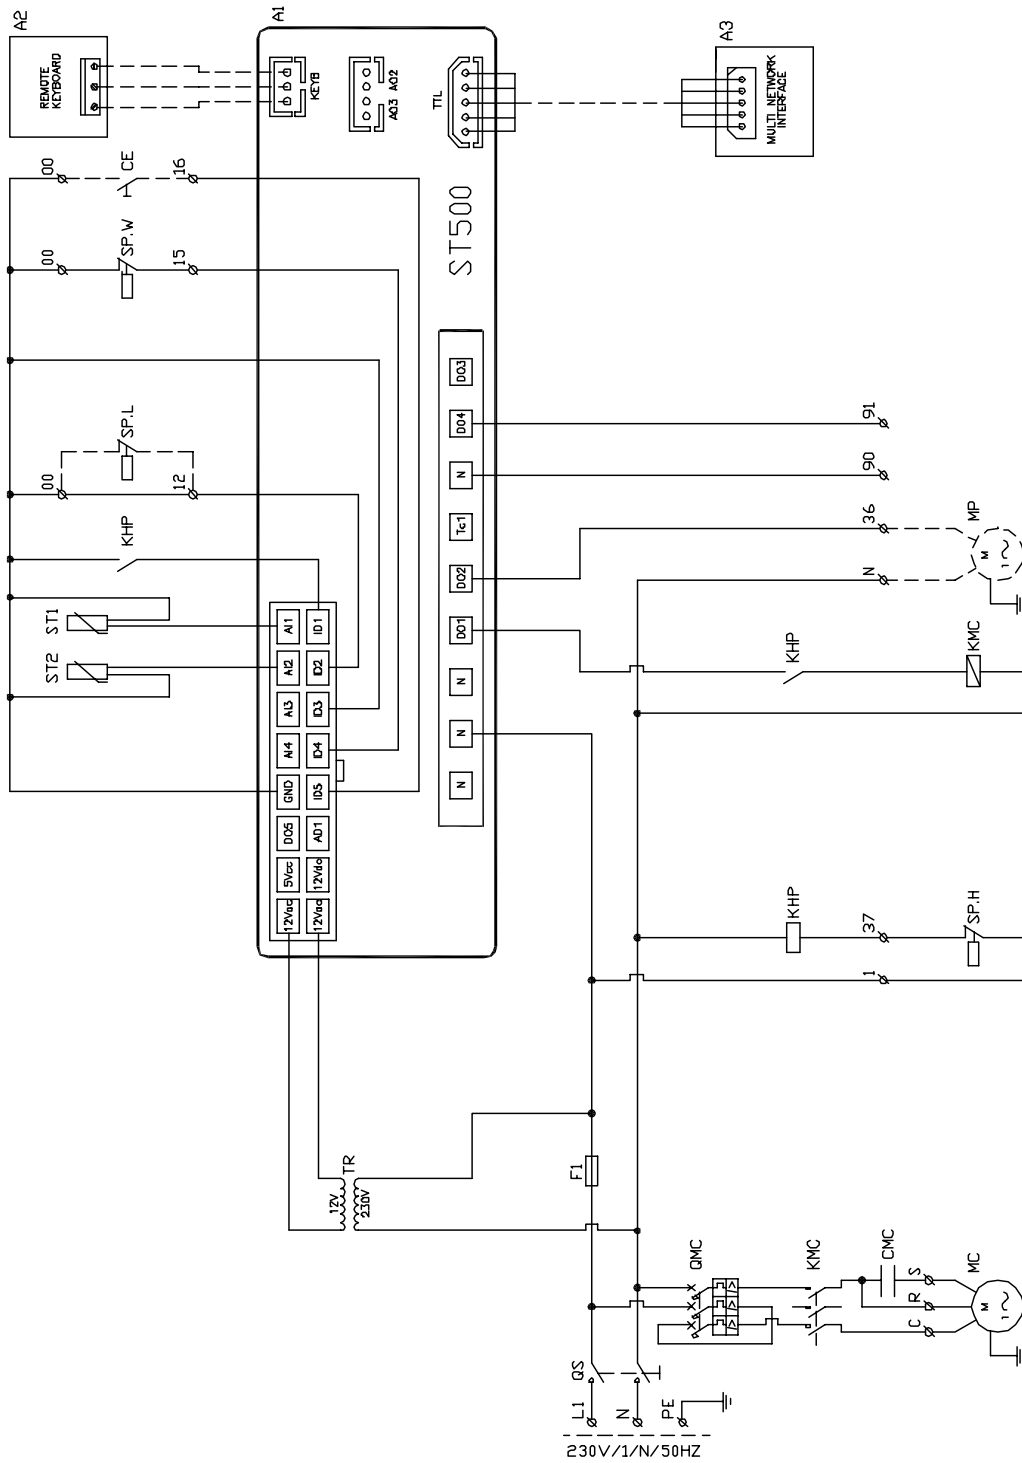 A2
REMOTE
KEYBOARD
A1
KEYB
AO3 AO2
TTL
A3
MULTI NETWORK
INTERFACE
00
CE
16
00
SP.W
15
ST500
00
SP.L
12
KHP
ST1
ST2
AI1
AI2
AI3
AI4
GND
DO5
5Vcc
12Vac
ID1
ID2
ID3
ID4
ID5
AD1
12Vdc
12Vac
DO3
DO4
N
Tc1
DO2
DO1
N
N
N
91
90
36
N
MP
M
KHP
KMC
KHP
37
SP.H
1
TR
12V
230V
F1
QMC
KMC
CMC
S
R
C
MC
M
QS
L1
N
PE
230V/1/N/50HZ